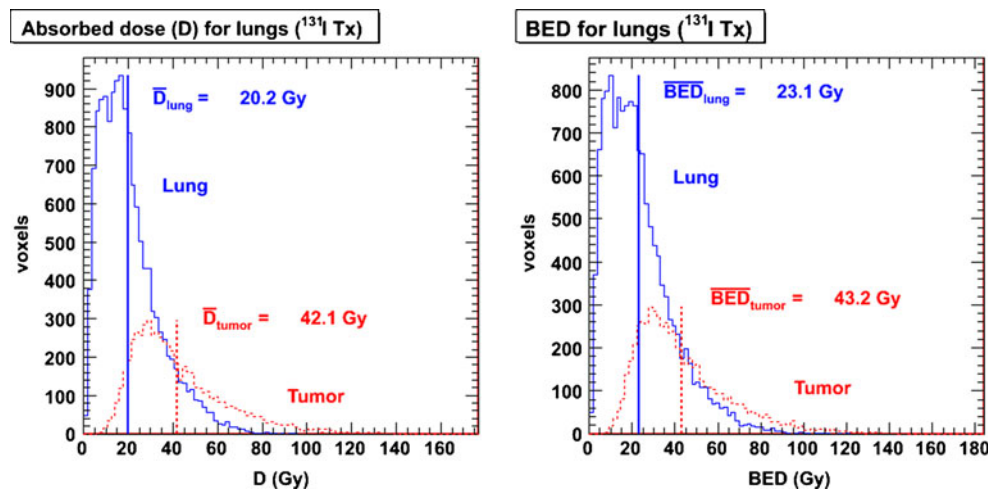 Absorbed dose (D) for lungs (¹³¹I Tx)
voxels
900
800
700
600
500
400
300
200
100
0
D̅lung = 20.2 Gy
Lung
D̅tumor = 42.1 Gy
Tumor
0 20 40 60 80 100 120 140 160
D (Gy)
BED for lungs (¹³¹I Tx)
voxels
800
700
600
500
400
300
200
100
0
B̅E̅D̅lung = 23.1 Gy
Lung
B̅E̅D̅tumor = 43.2 Gy
Tumor
0 20 40 60 80 100 120 140 160 180
BED (Gy)